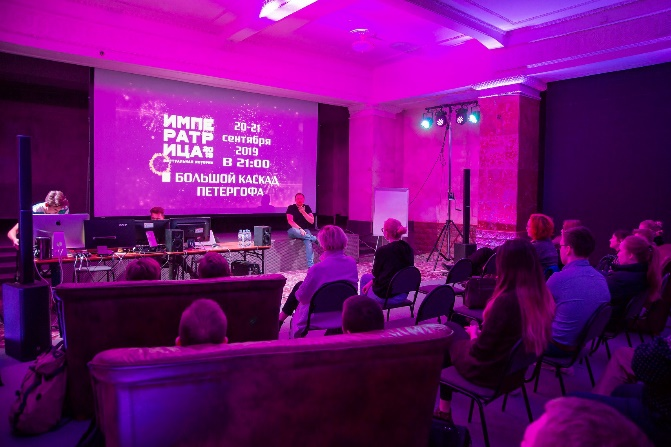 ИМПЕ
РАТР
ИЦА
20-21
сентября
2019
В 21:00
БОЛЬШОЙ КАСКАД
ПЕТЕРГОФА